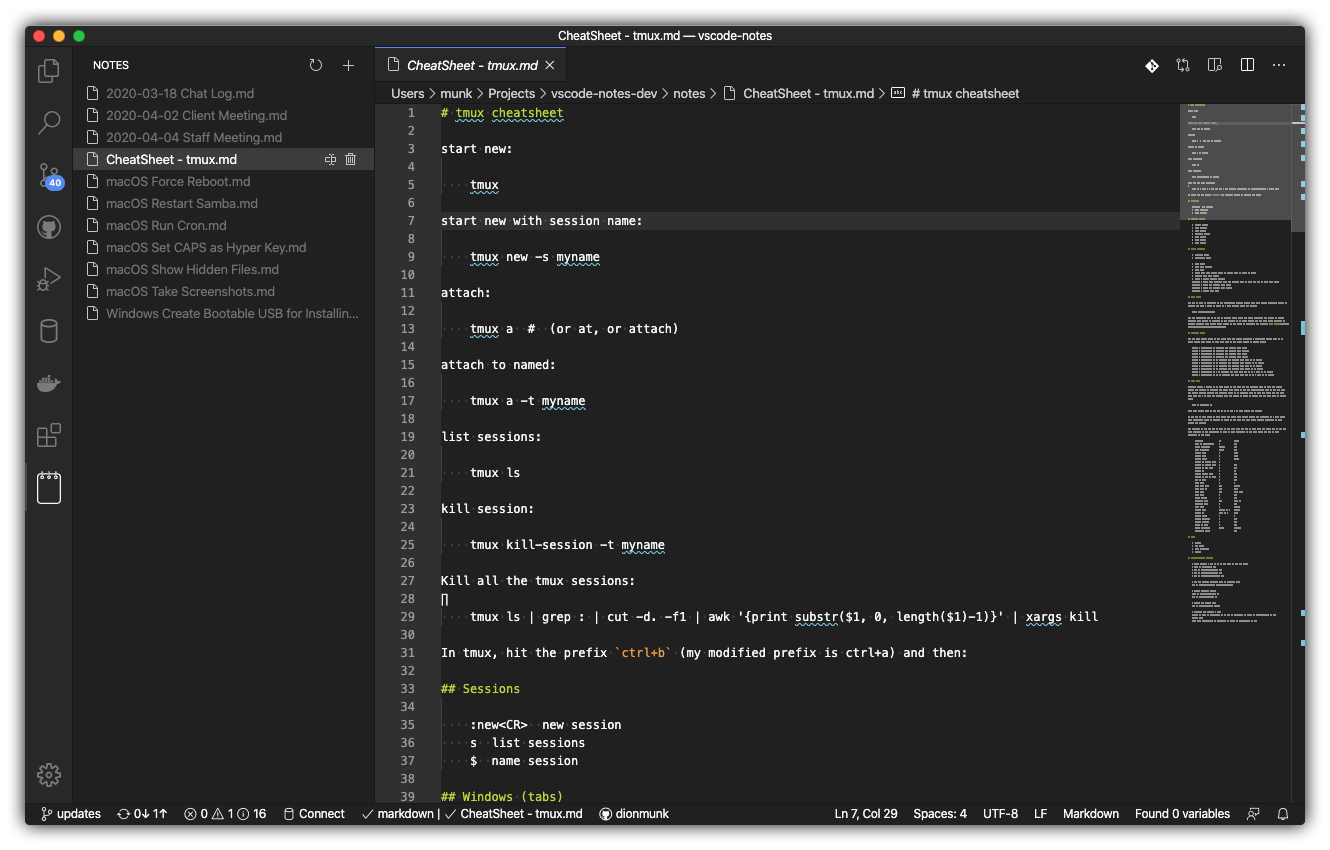 CheatSheet - tmux.md — vscode-notes
NOTES
2020-03-18 Chat Log.md
2020-04-02 Client Meeting.md
2020-04-04 Staff Meeting.md
CheatSheet - tmux.md
macOS Force Reboot.md
macOS Restart Samba.md
macOS Run Cron.md
macOS Set CAPS as Hyper Key.md
macOS Show Hidden Files.md
macOS Take Screenshots.md
Windows Create Bootable USB for Installin...
40
CheatSheet - tmux.md
Users > munk > Projects > vscode-notes-dev > notes > CheatSheet - tmux.md > abc # tmux cheatsheet
1 # tmux cheatsheet
2
3 start new:
4
5     tmux
6
7 start new with session name:
8
9     tmux new -s myname
10
11 attach:
12
13     tmux a  #  (or at, or attach)
14
15 attach to named:
16
17     tmux a -t myname
18
19 list sessions:
20
21     tmux ls
22
23 kill session:
24
25     tmux kill-session -t myname
26
27 Kill all the tmux sessions:
28
29     tmux ls | grep : | cut -d. -f1 | awk '{print substr($1, 0, length($1)-1)}' | xargs kill
30
31 In tmux, hit the prefix `ctrl+b` (my modified prefix is ctrl+a) and then:
32
33 ## Sessions
34
35     :new<CR>  new session
36     s  list sessions
37     $  name session
38
39 ## Windows (tabs)
updates 0↓ 1↑ 0 1 16 Connect ✓ markdown | ✓ CheatSheet - tmux.md dionmunk Ln 7, Col 29 Spaces: 4 UTF-8 LF Markdown Found 0 variables